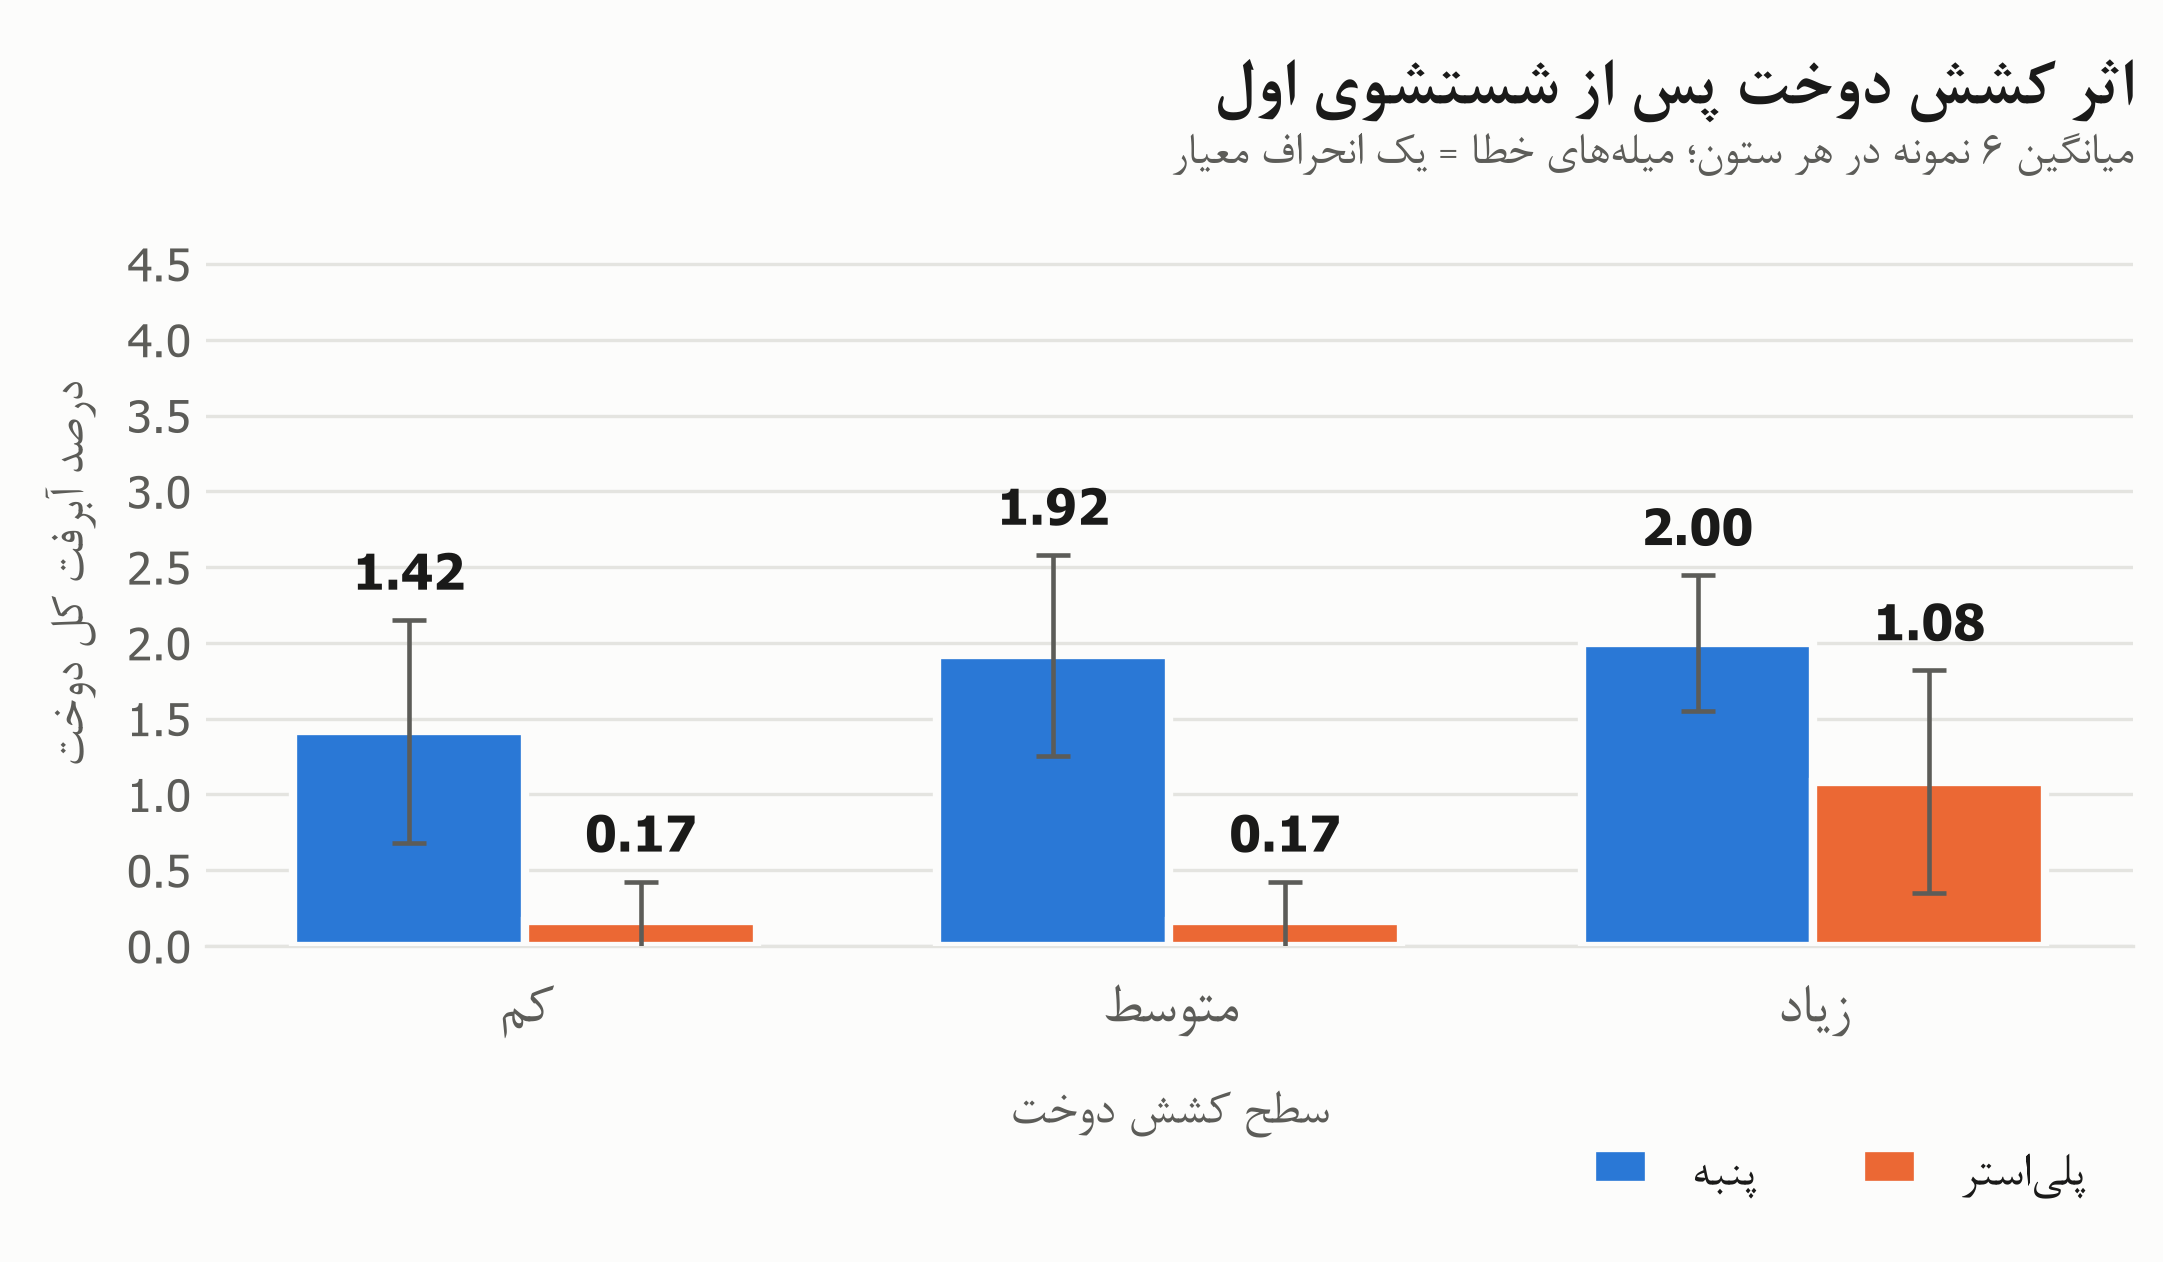 اثر کشش دوخت پس از شستشوی اول
میانگین ۶ نمونه در هر ستون؛ میله‌های خطا = یک انحراف معیار
درصد آبرفت کل دوخت
4.5
4.0
3.5
3.0
2.5
2.0
1.5
1.0
0.5
0.0
1.42
0.17
1.92
0.17
2.00
1.08
کم
متوسط
زیاد
سطح کشش دوخت
پنبه
پلی‌استر